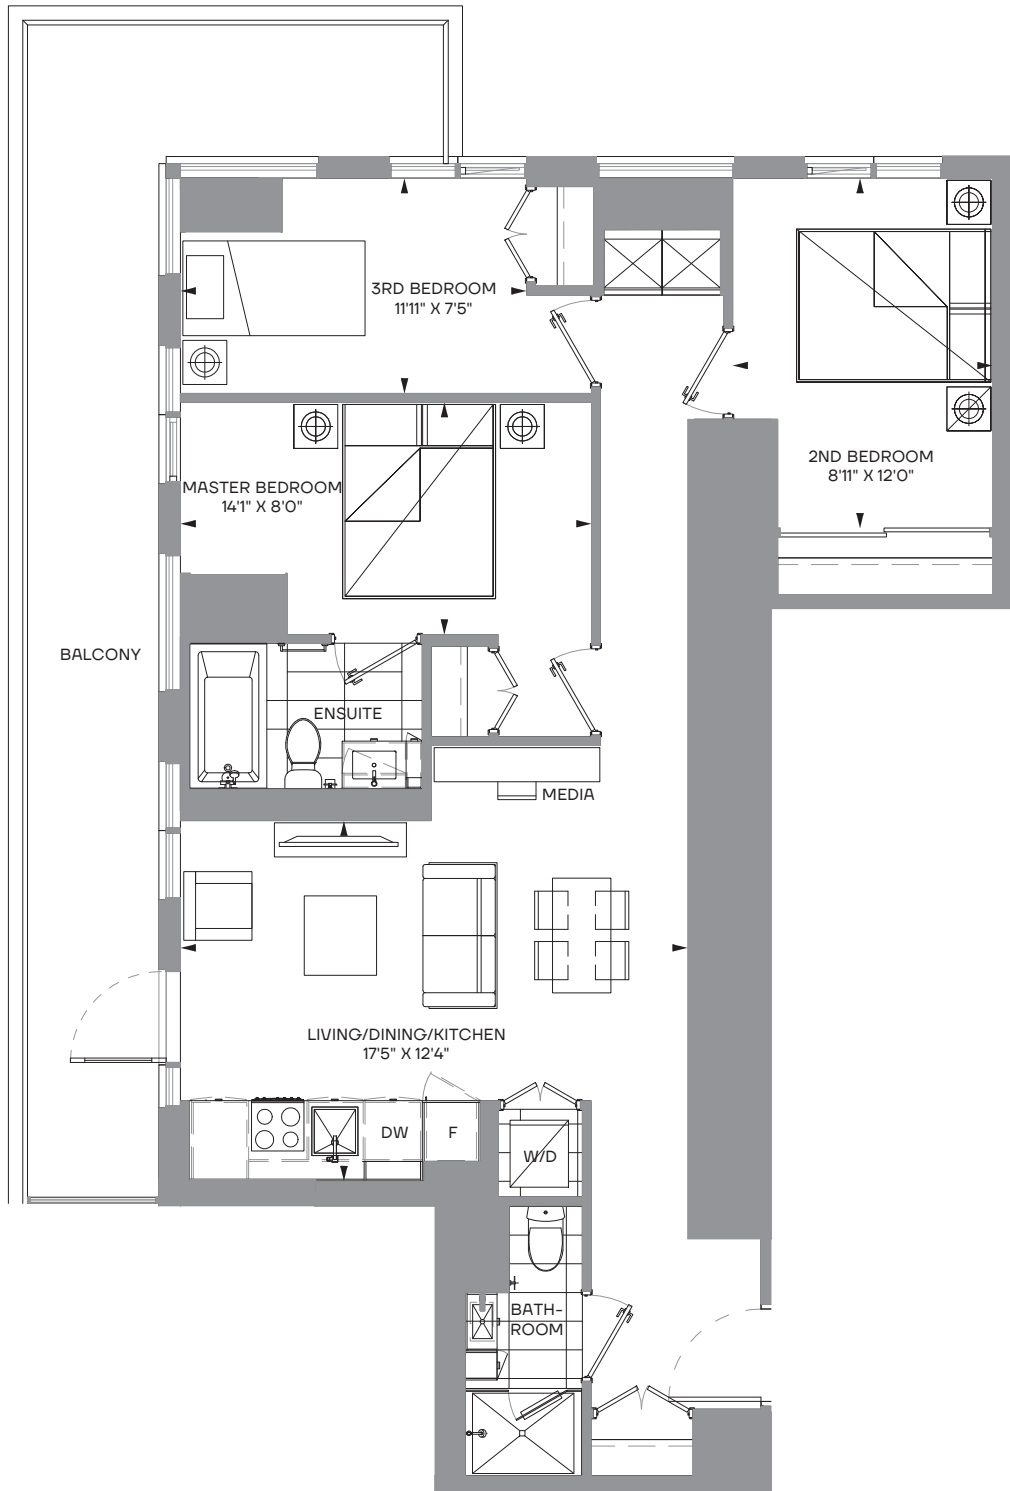 3RD BEDROOM
11'11" X 7'5"
2ND BEDROOM
8'11" X 12'0"
MASTER BEDROOM
14'1" X 8'0"
BALCONY
ENSUITE
MEDIA
LIVING/DINING/KITCHEN
17'5" X 12'4"
DW
F
W/D
BATH-
ROOM